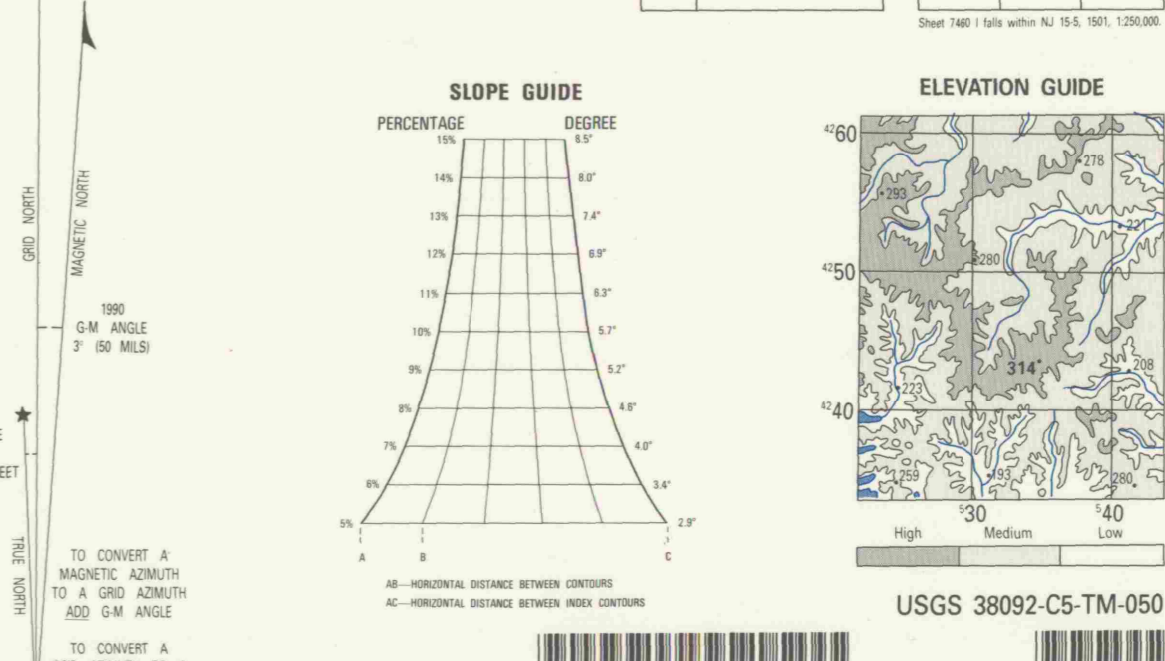 Sheet 7460 I falls within NJ 15-5, 1501, 1:250,000.
GRID NORTH
MAGNETIC NORTH
1990
G-M ANGLE
3° (50 MILS)
EET
TRUE NORTH
TO CONVERT A
MAGNETIC AZIMUTH
TO A GRID AZIMUTH
ADD G-M ANGLE
TO CONVERT A
SLOPE GUIDE
PERCENTAGE DEGREE
15% 8.5°
14% 8.0°
13% 7.4°
12% 6.9°
11% 6.3°
10% 5.7°
9% 5.2°
8% 4.6°
7% 4.0°
6% 3.4°
5% 2.9°
A B C
AB—HORIZONTAL DISTANCE BETWEEN CONTOURS
AC—HORIZONTAL DISTANCE BETWEEN INDEX CONTOURS
ELEVATION GUIDE
4260
278
293
221
280
4250
314
208
223
4240
259
193
280
530 540
High Medium Low
USGS 38092-C5-TM-050